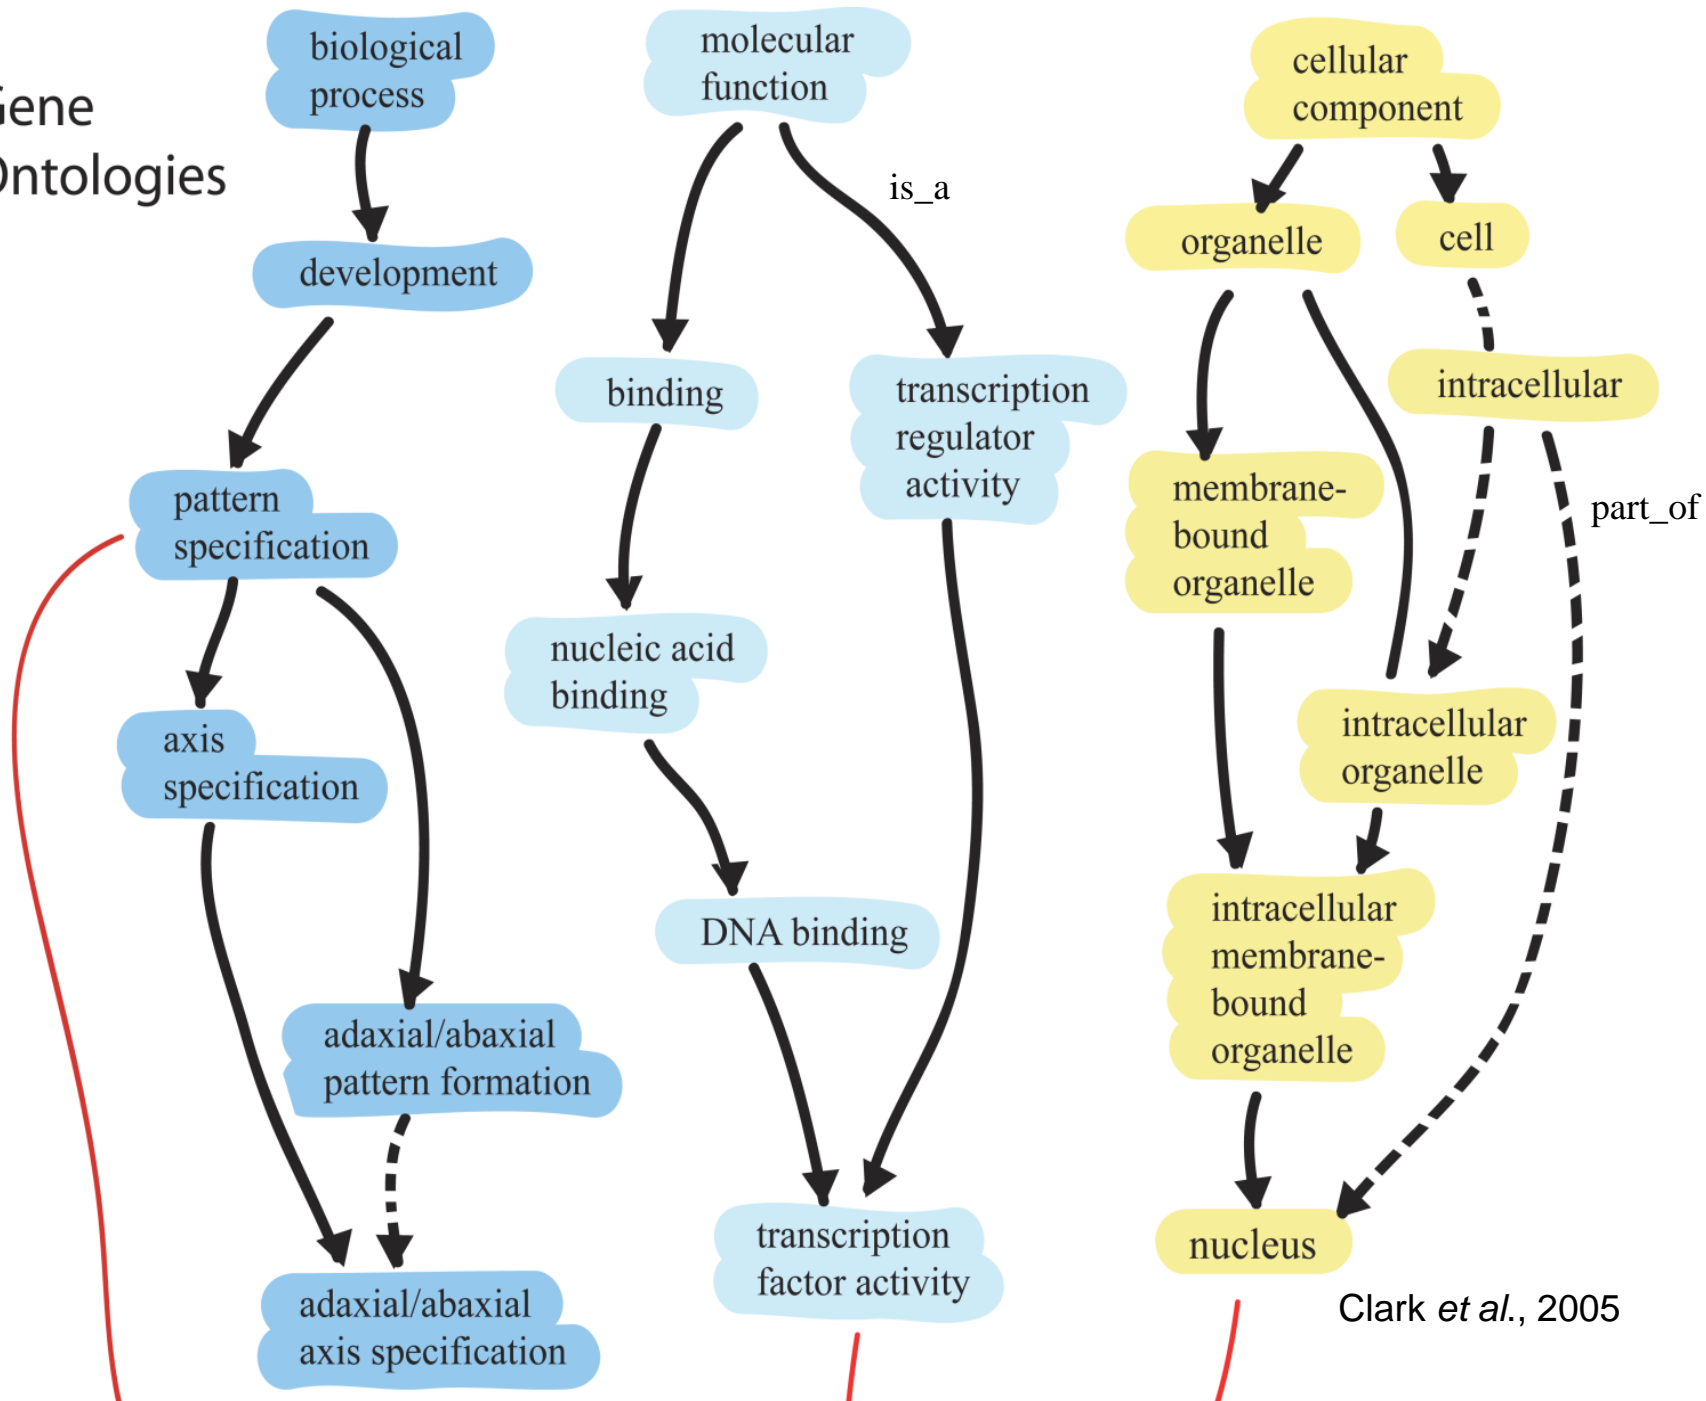 Gene
Ontologies
biological
process
development
pattern
specification
axis
specification
adaxial/abaxial
pattern formation
adaxial/abaxial
axis specification
molecular
function
is_a
binding
transcription
regulator
activity
nucleic acid
binding
DNA binding
transcription
factor activity
cellular
component
organelle
cell
intracellular
membrane-
bound
organelle
part_of
intracellular
organelle
intracellular
membrane-
bound
organelle
nucleus
Clark et al., 2005